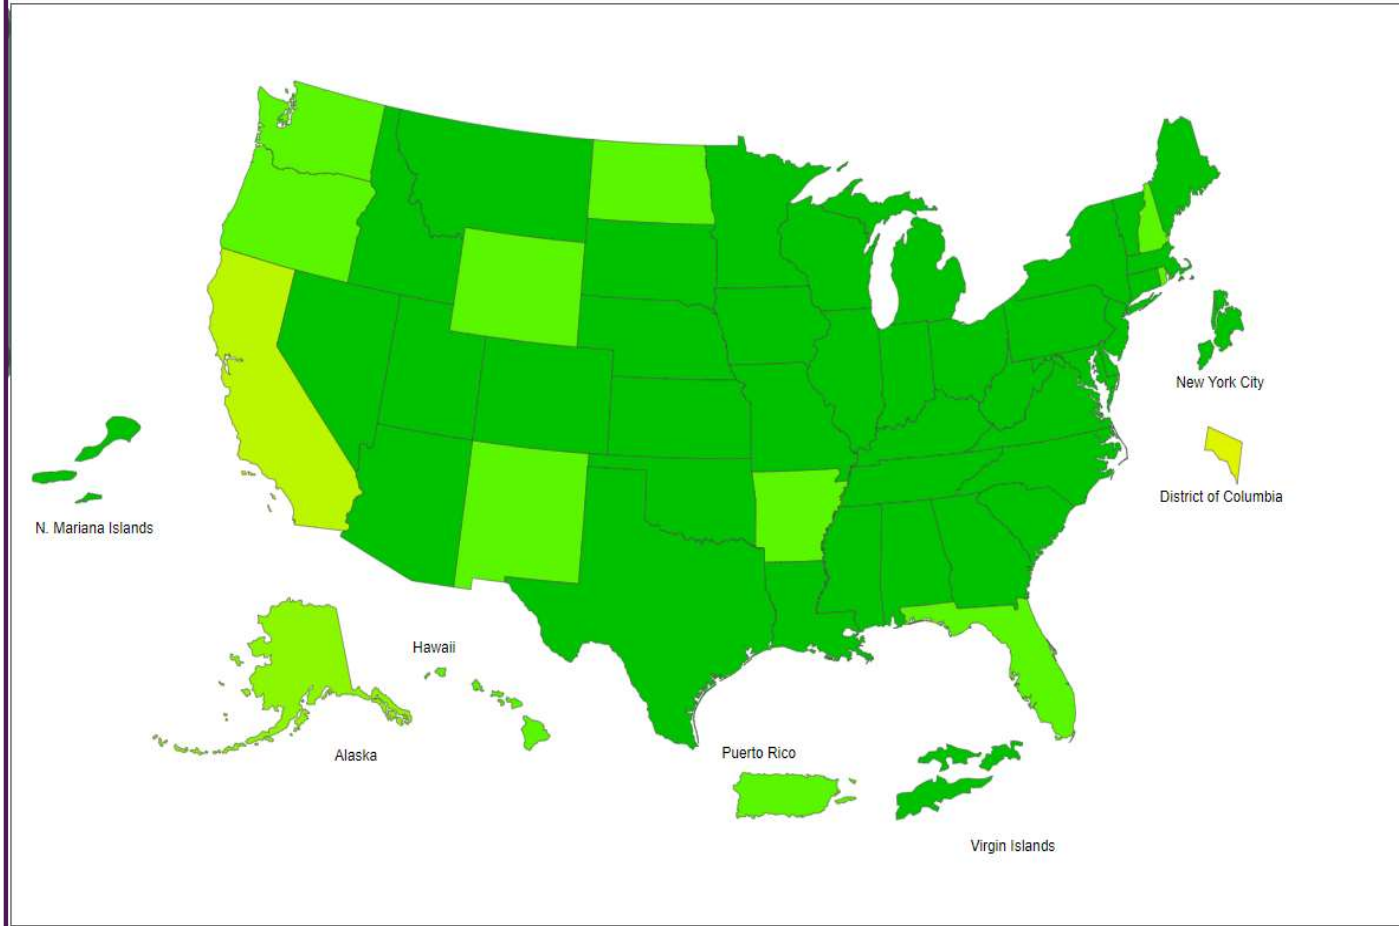 New York City
District of Columbia
N. Mariana Islands
Hawaii
Alaska
Puerto Rico
Virgin Islands